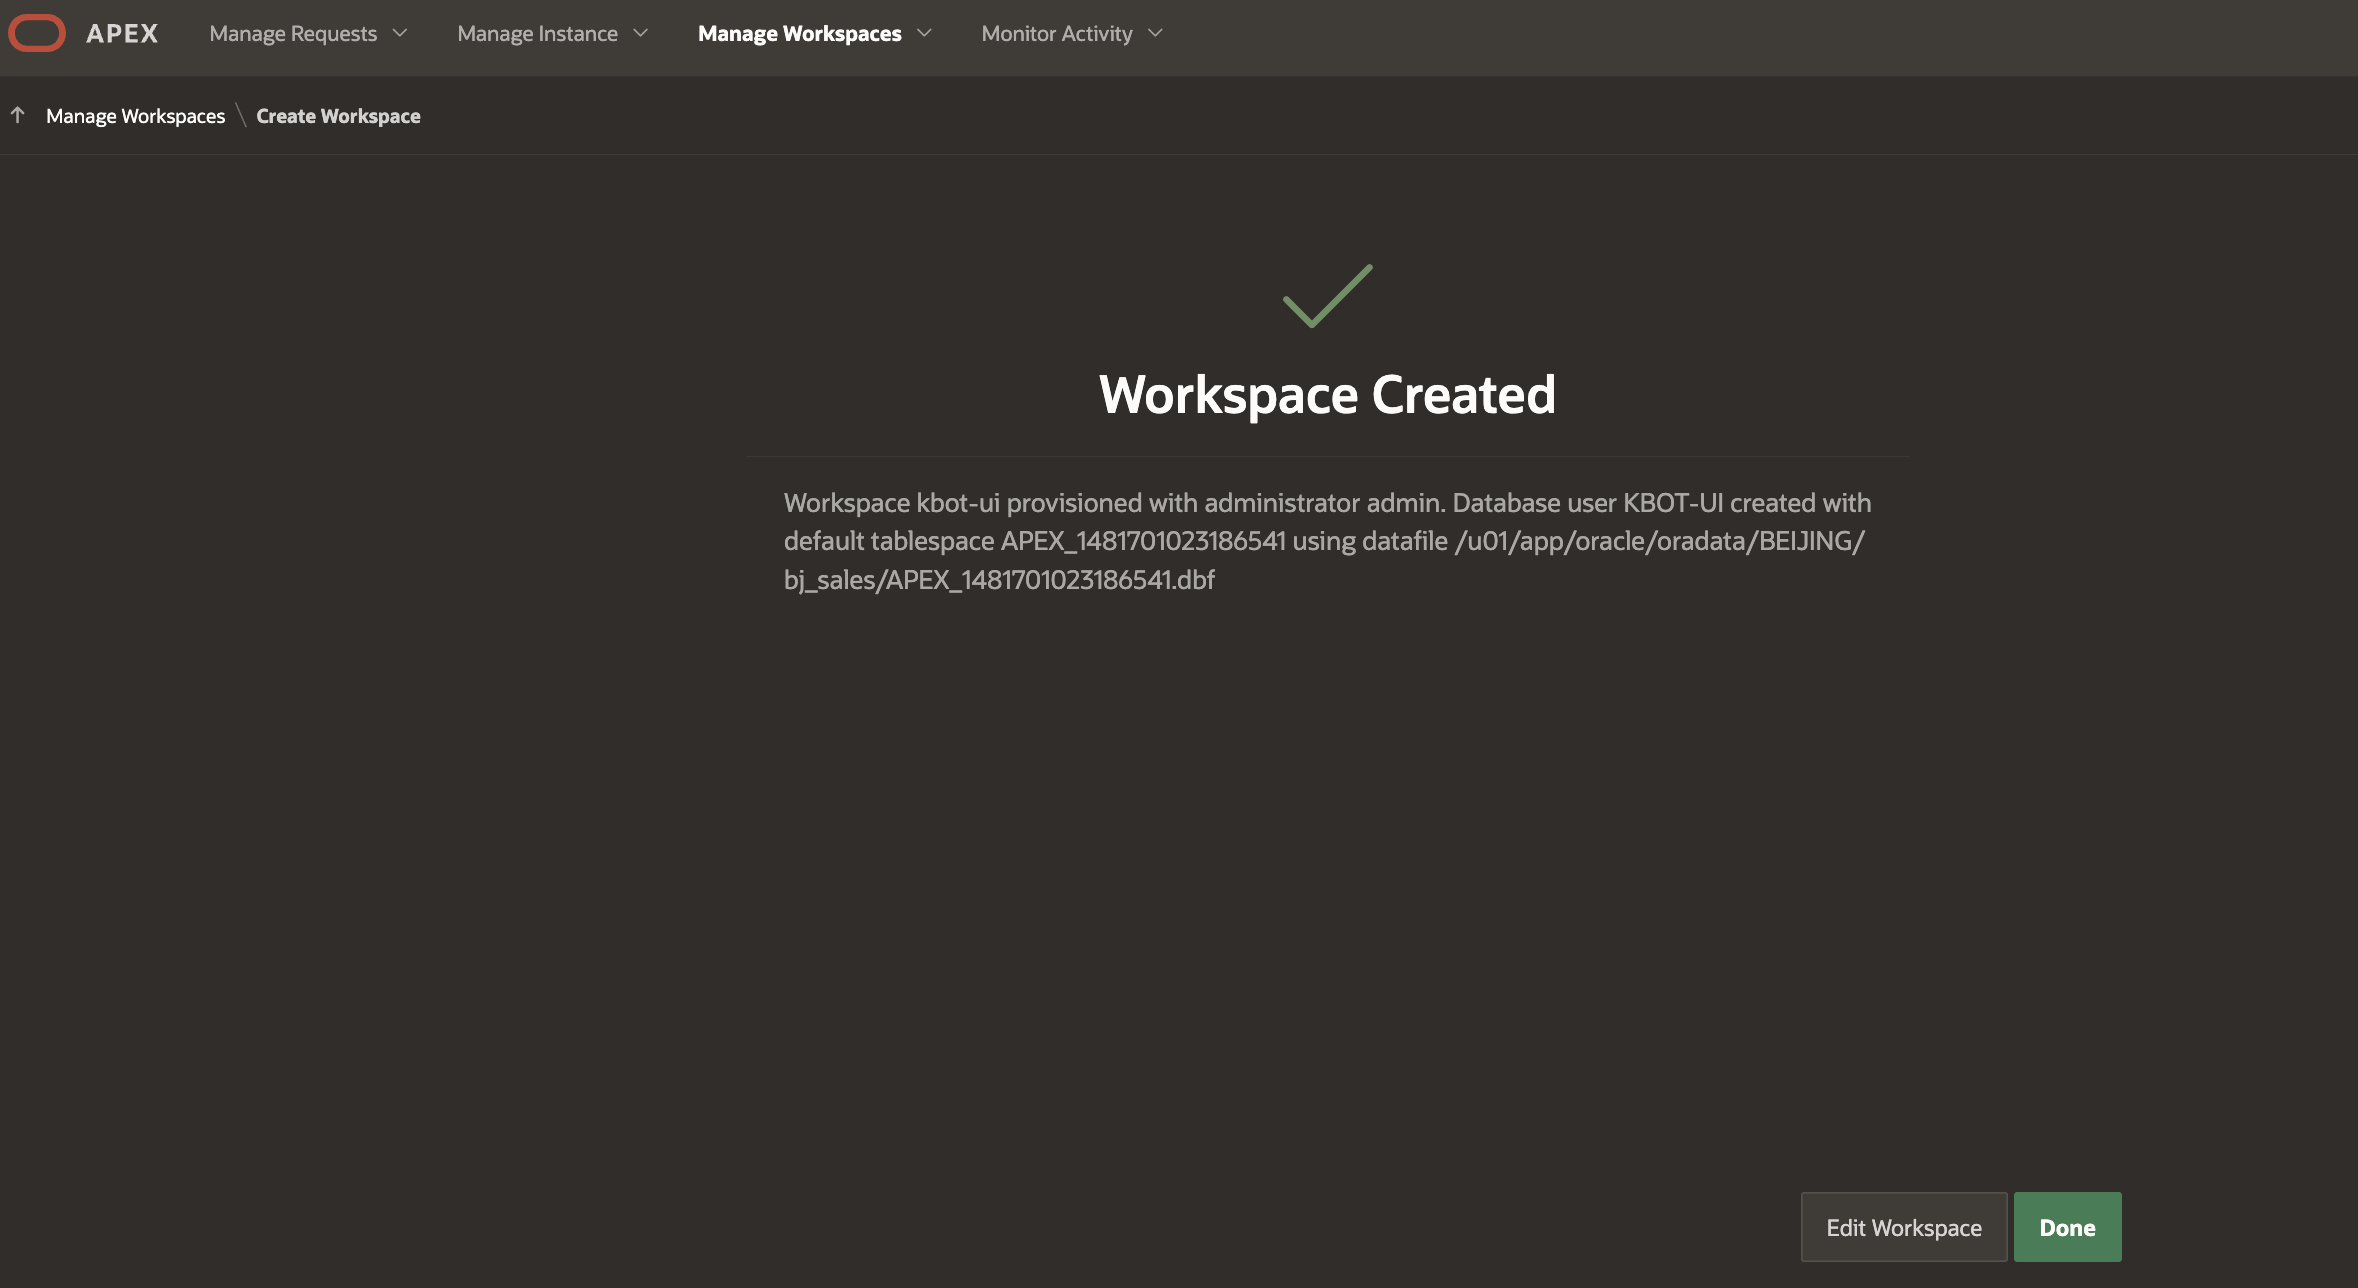 APEX Manage Requests Manage Instance Manage Workspaces Monitor Activity
Manage Workspaces \ Create Workspace
Workspace Created
Workspace kbot-ui provisioned with administrator admin. Database user KBOT-UI created with
default tablespace APEX_1481701023186541 using datafile /u01/app/oracle/oradata/BEIJING/
bj_sales/APEX_1481701023186541.dbf
Edit Workspace Done